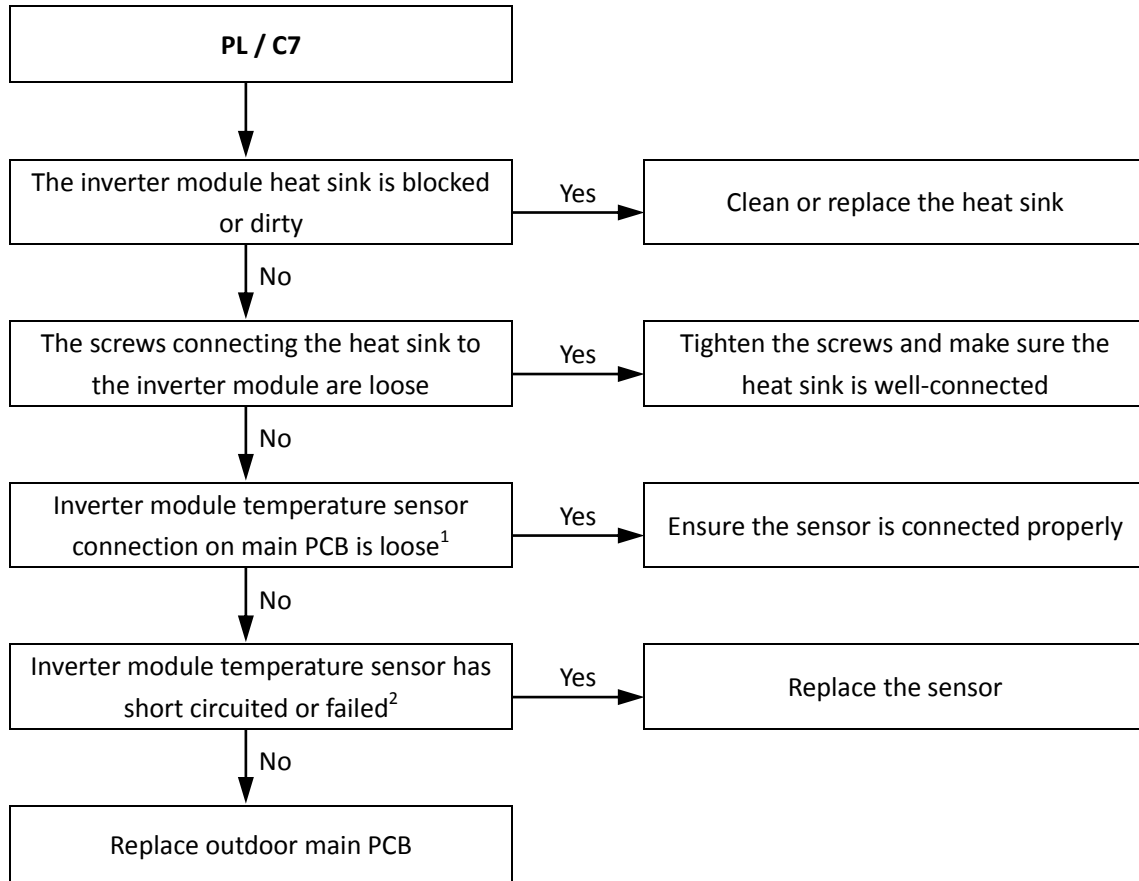 PL / C7
The inverter module heat sink is blocked
or dirty
Yes
Clean or replace the heat sink
No
The screws connecting the heat sink to
the inverter module are loose
Yes
Tighten the screws and make sure the
heat sink is well-connected
No
Inverter module temperature sensor
connection on main PCB is loose1
Yes
Ensure the sensor is connected properly
No
Inverter module temperature sensor has
short circuited or failed2
Yes
Replace the sensor
No
Replace outdoor main PCB